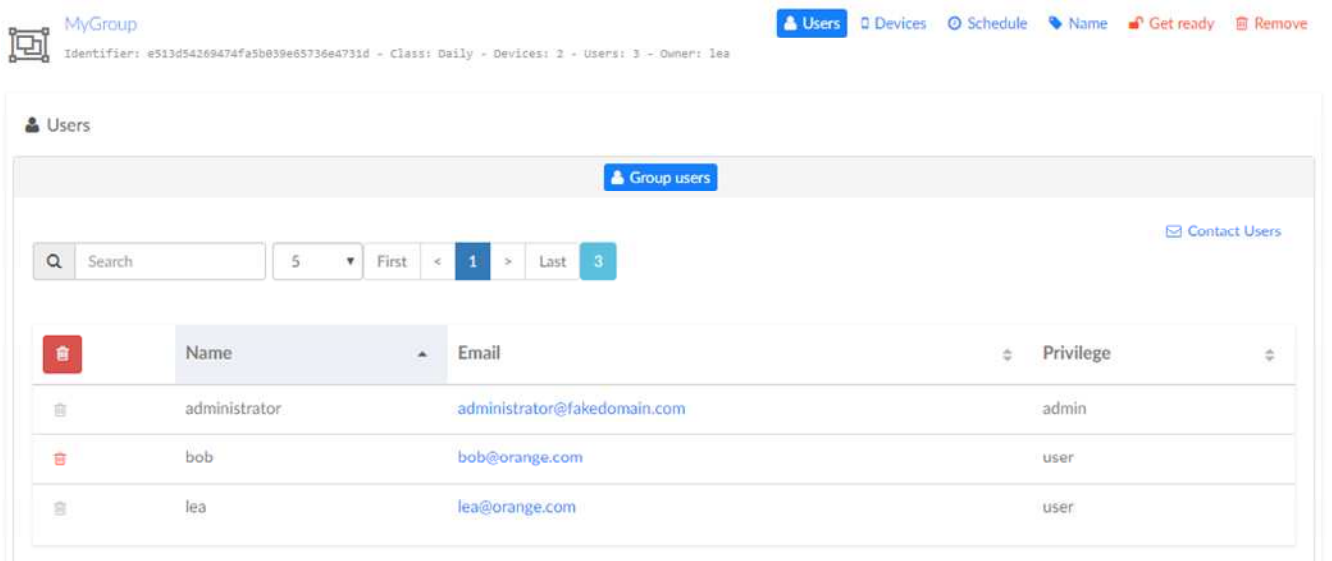 MyGroup
Users Devices Schedule Name Get ready Remove
Identifier: e513d54269474fa5b039e65736e4731d - Class: Daily - Devices: 2 - Users: 3 - Owner: lea
Users
Group users
Contact Users
Search 5 First < 1 > Last 3
Name Email Privilege
administrator administrator@fakedomain.com admin
bob bob@orange.com user
lea lea@orange.com user